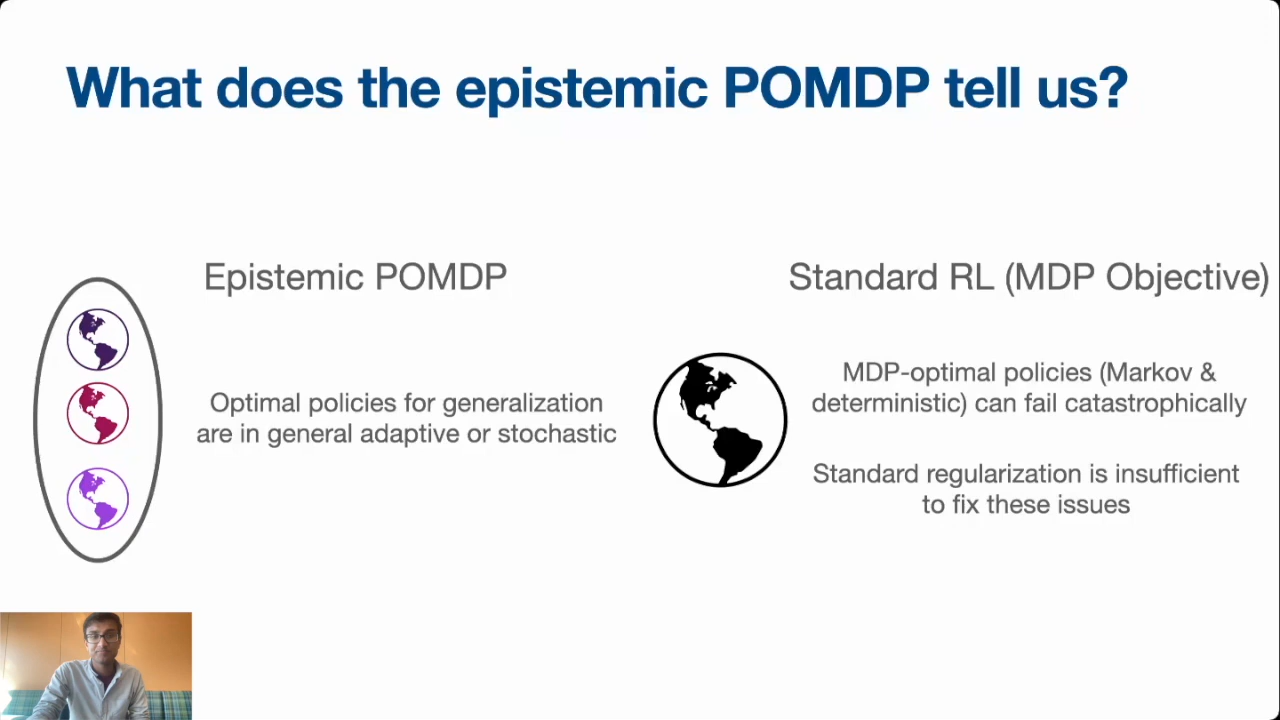 What does the epistemic POMDP tell us?
Epistemic POMDP
Optimal policies for generalization
are in general adaptive or stochastic
Standard RL (MDP Objective)
MDP-optimal policies (Markov &
deterministic) can fail catastrophically
Standard regularization is insufficient
to fix these issues